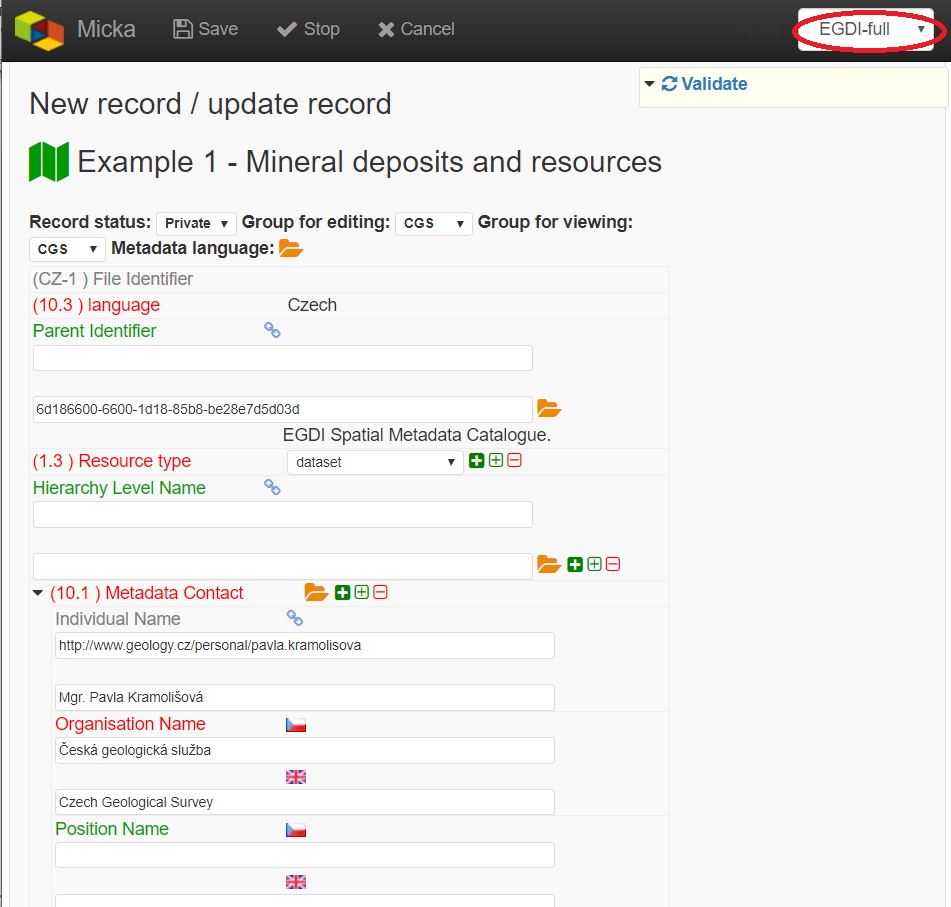 Micka Save Stop Cancel EGDI-full
Validate
New record / update record
Example 1 - Mineral deposits and resources
Record status: Private Group for editing: CGS Group for viewing:
CGS Metadata language:
(CZ-1 ) File Identifier
(10.3 ) language Czech
Parent Identifier
6d186600-6600-1d18-85b8-be28e7d5d03d
EGDI Spatial Metadata Catalogue.
(1.3 ) Resource type dataset
Hierarchy Level Name
(10.1 ) Metadata Contact
Individual Name
http://www.geology.cz/personal/pavla.kramolisova
Mgr. Pavla Kramolišová
Organisation Name
Česká geologická služba
Czech Geological Survey
Position Name